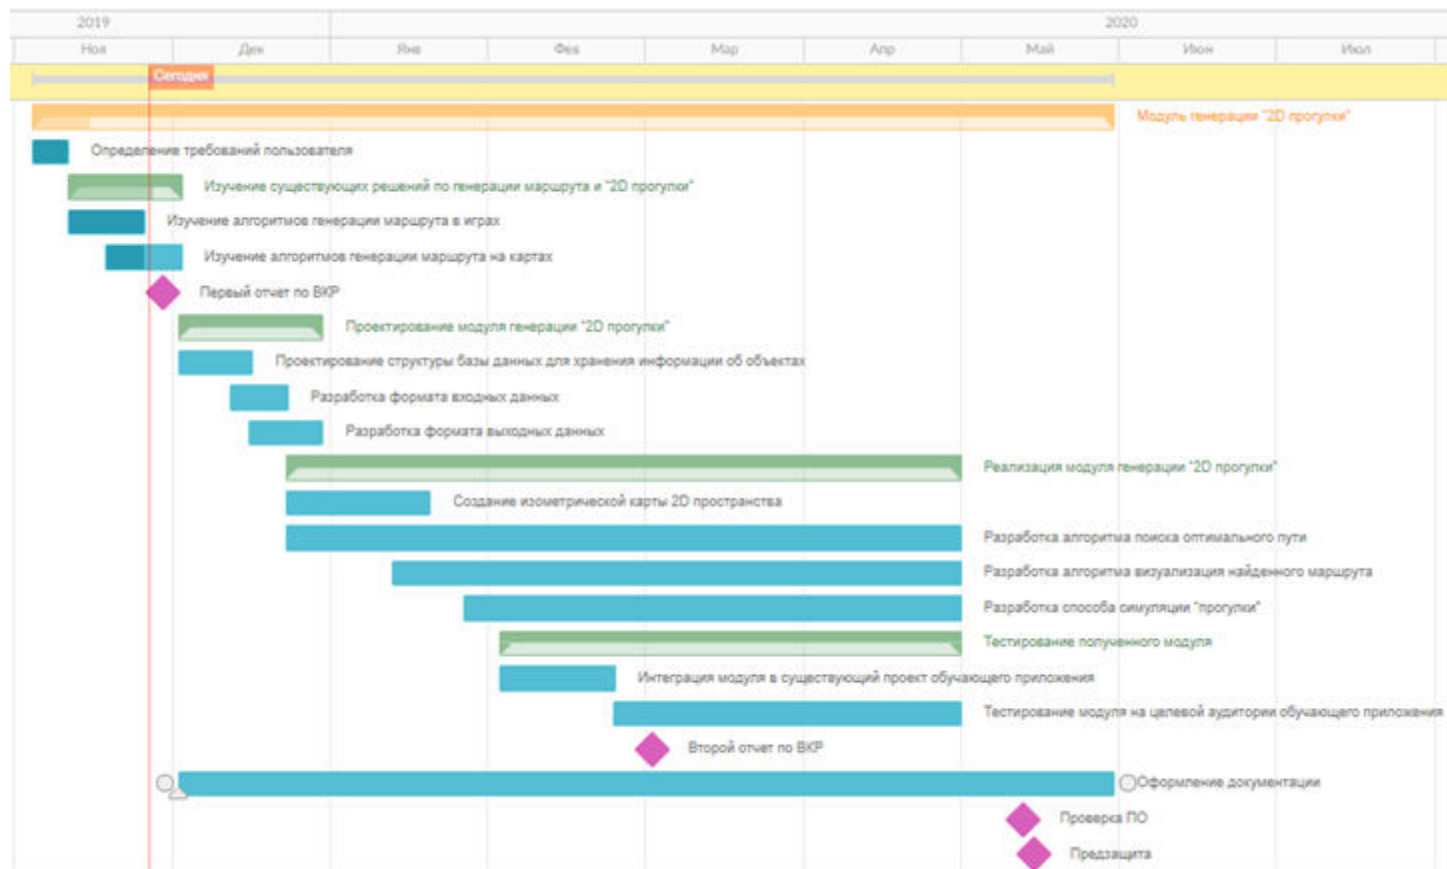 2019 2020
Ноя Дек Янв Фев Мар Апр Май Июн Июл
Сегодня
Модуль генерации "2D прогулки"
Определение требований пользователя
Изучение существующих решений по генерации маршрута и "2D прогулки"
Изучение алгоритмов генерации маршрута в играх
Изучение алгоритмов генерации маршрута на картах
Первый отчет по ВКР
Проектирование модуля генерации "2D прогулки"
Проектирование структуры базы данных для хранения информации об объектах
Разработка формата входных данных
Разработка формата выходных данных
Реализация модуля генерации "2D прогулки"
Создание изометрической карты 2D пространства
Разработка алгоритма поиска оптимального пути
Разработка алгоритма визуализация найденного маршрута
Разработка способа симуляции "прогулки"
Тестирование полученного модуля
Интеграция модуля в существующий проект обучающего приложения
Тестирование модуля на целевой аудитории обучающего приложения
Второй отчет по ВКР
Оформление документации
Проверка ПО
Предзащита